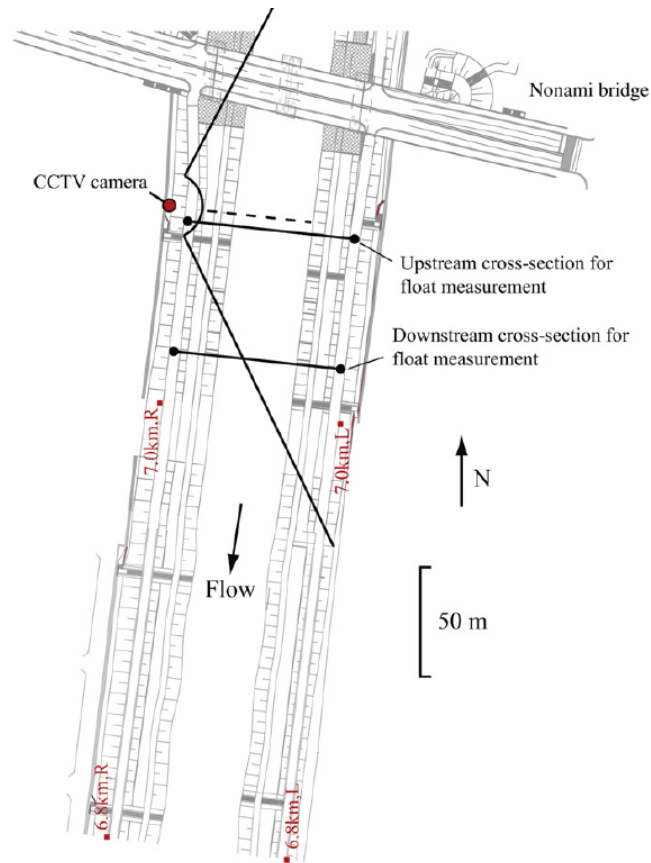 Nonami bridge
CCTV camera
Upstream cross-section for
float measurement
Downstream cross-section for
float measurement
7.0km,R
7.0km,L
N
Flow
50 m
6.8km,R
6.8km,L